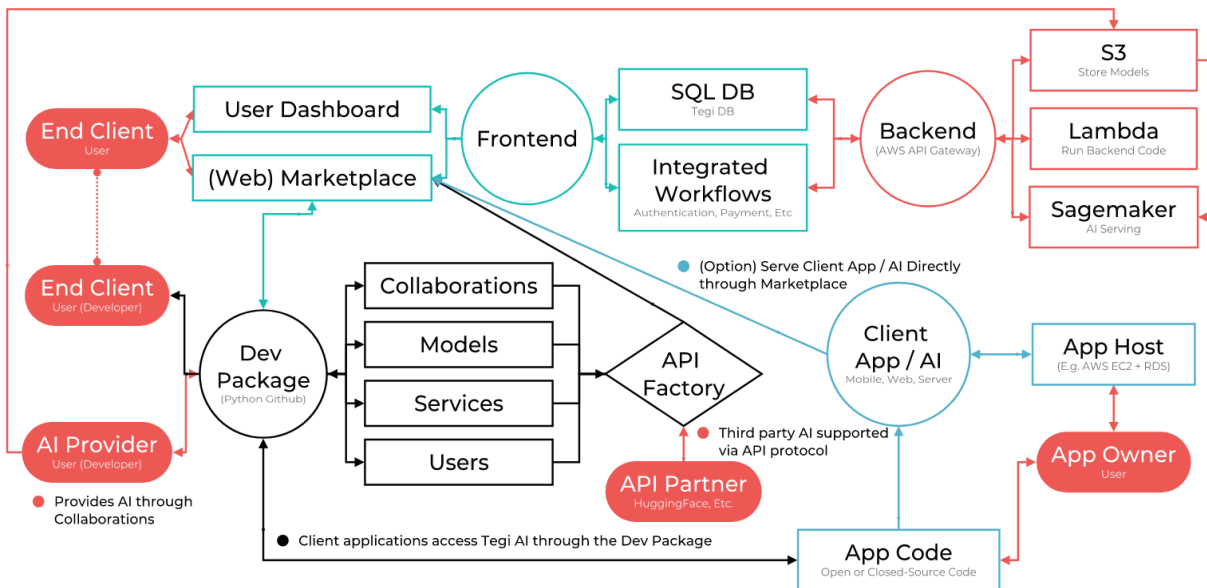 S3
Store Models
User Dashboard
SQL DB
Tegi DB
End Client
User
Frontend
Backend
(AWS API Gateway)
Lambda
Run Backend Code
(Web) Marketplace
Integrated
Workflows
Authentication, Payment, Etc
Sagemaker
AI Serving
(Option) Serve Client App / AI Directly
through Marketplace
End Client
User (Developer)
Collaborations
Models
Services
Users
Dev
Package
(Python Github)
API
Factory
Client
App / AI
Mobile, Web, Server
App Host
(E.g. AWS EC2 + RDS)
AI Provider
User (Developer)
Provides AI through
Collaborations
Third party AI supported
via API protocol
API Partner
HuggingFace, Etc.
App Owner
User
Client applications access Tegi AI through the Dev Package
App Code
Open or Closed-Source Code